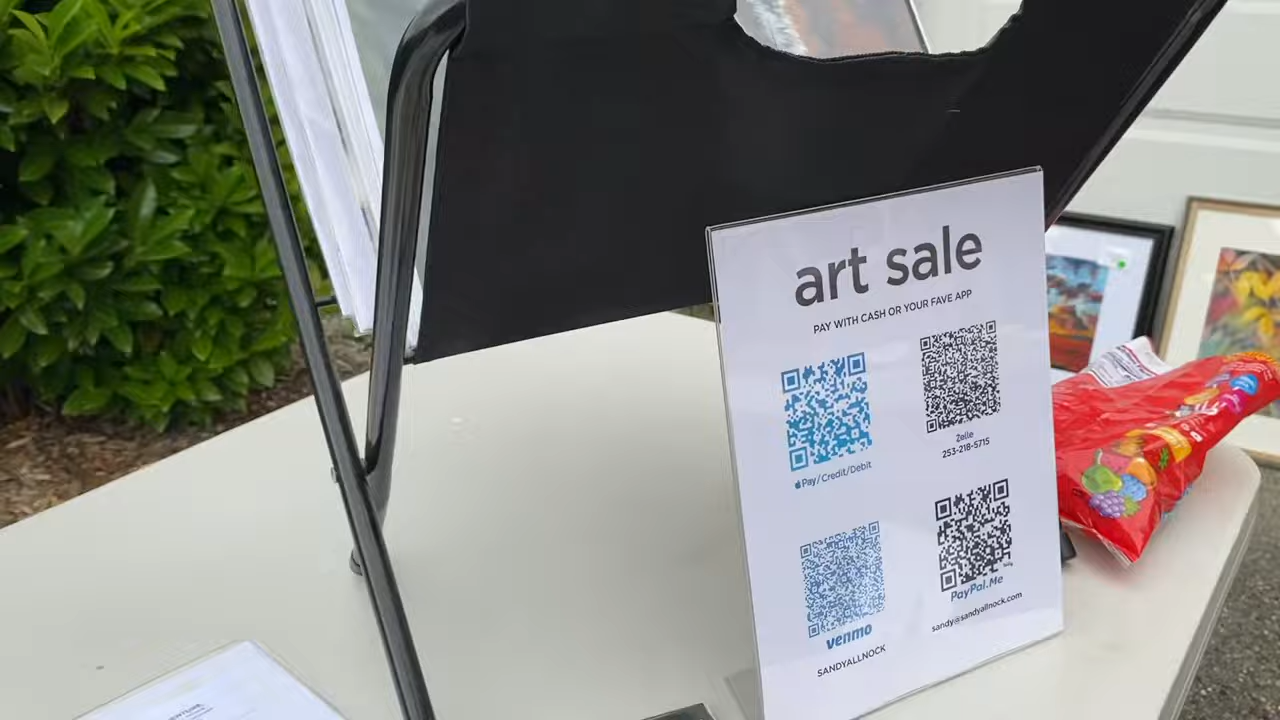 art sale
PAY WITH CASH OR YOUR FAVE APP
Pay/Credit/Debit
Zelle
253-218-5715
venmo
SANDYALLNOCK
PayPal.Me
sandy@sandyallnock.com